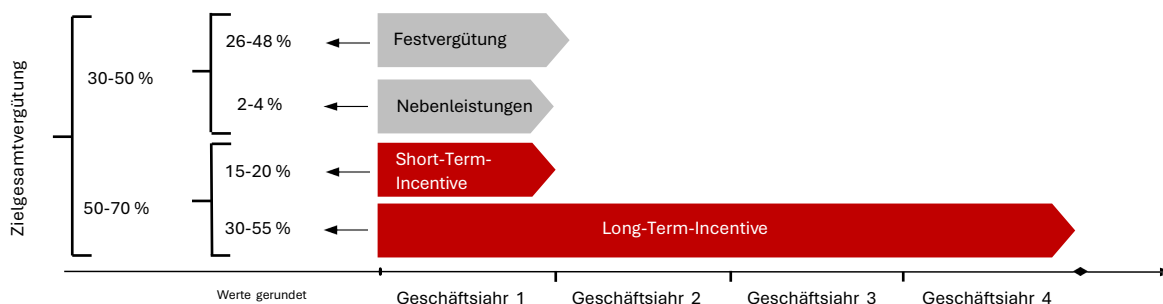 Zielgesamtvergütung
30-50 %
50-70 %
26-48 %
Festvergütung
2-4 %
Nebenleistungen
15-20 %
Short-Term-
Incentive
30-55 %
Long-Term-Incentive
Werte gerundet
Geschäftsjahr 1
Geschäftsjahr 2
Geschäftsjahr 3
Geschäftsjahr 4